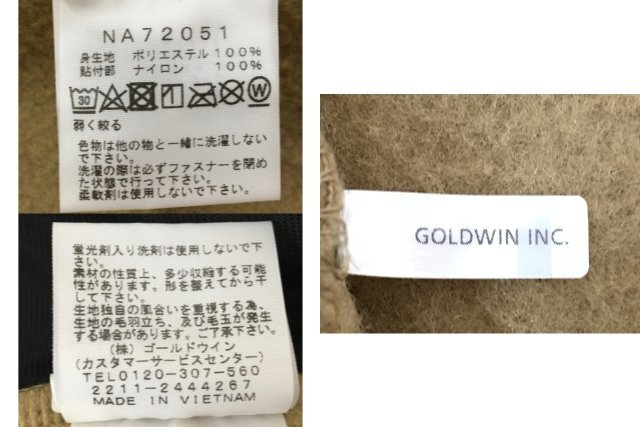 NA72051
身生地 ポリエステル 100%
貼付部 ナイロン 100%
30
W
弱く絞る
色物は他の物と一緒に洗濯しない
で下さい。
洗濯の際は必ずファスナーを閉め
た状態で行って下さい。
柔軟剤は使用しないで下さい。
蛍光剤入り洗剤は使用しないで下
さい。
素材の性質上、多少収縮する可能
性があります。形を整えてから干
して下さい。
生地独自の風合いを重視する為、
生地の毛羽立ち、及び毛玉が発生
する場合があります。ご了承下さい。
(株) ゴールドウイン
(カスタマーサービスセンター)
TEL0120-307-560
2211-2444267
MADE IN VIETNAM
GOLDWIN INC.